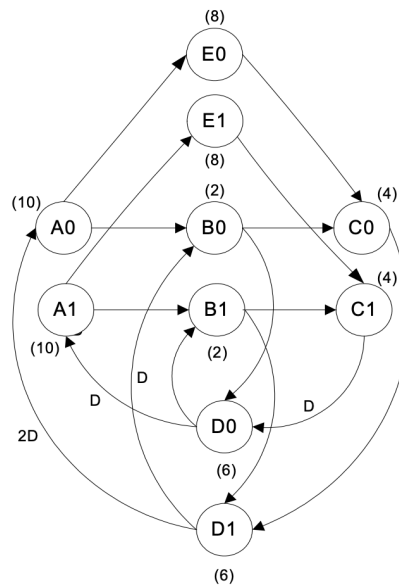 (8)
E0
E1
(8)
(10)
(2)
(4)
A0
B0
C0
(4)
A1
B1
C1
(10)
(2)
D
D
D
D0
2D
(6)
D1
(6)